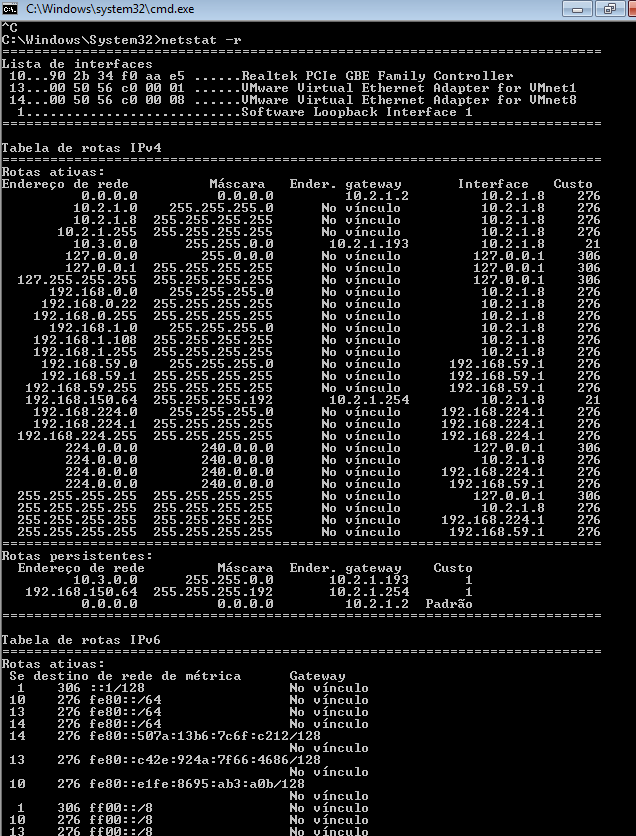 C:\Windows\system32\cmd.exe
^C
C:\Windows\System32>netstat -r
===========================================================================
Lista de interfaces
 10...90 2b 34 f0 aa e5 ......Realtek PCIe GBE Family Controller
 13...00 50 56 c0 00 01 ......VMware Virtual Ethernet Adapter for VMnet1
 14...00 50 56 c0 00 08 ......VMware Virtual Ethernet Adapter for VMnet8
  1...........................Software Loopback Interface 1
===========================================================================
Tabela de rotas IPv4
===========================================================================
Rotas ativas:
Endereço de rede          Máscara   Ender. gateway       Interface   Custo
          0.0.0.0          0.0.0.0         10.2.1.2         10.2.1.8    276
         10.2.1.0    255.255.255.0      No vínculo         10.2.1.8    276
         10.2.1.8  255.255.255.255      No vínculo         10.2.1.8    276
       10.2.1.255  255.255.255.255      No vínculo         10.2.1.8    276
         10.3.0.0      255.255.0.0       10.2.1.193         10.2.1.8     21
        127.0.0.0        255.0.0.0      No vínculo        127.0.0.1    306
        127.0.0.1  255.255.255.255      No vínculo        127.0.0.1    306
  127.255.255.255  255.255.255.255      No vínculo        127.0.0.1    306
      192.168.0.0    255.255.255.0      No vínculo         10.2.1.8    276
     192.168.0.22  255.255.255.255      No vínculo         10.2.1.8    276
    192.168.0.255  255.255.255.255      No vínculo         10.2.1.8    276
      192.168.1.0    255.255.255.0      No vínculo         10.2.1.8    276
    192.168.1.108  255.255.255.255      No vínculo         10.2.1.8    276
    192.168.1.255  255.255.255.255      No vínculo         10.2.1.8    276
     192.168.59.0    255.255.255.0      No vínculo     192.168.59.1    276
     192.168.59.1  255.255.255.255      No vínculo     192.168.59.1    276
   192.168.59.255  255.255.255.255      No vínculo     192.168.59.1    276
   192.168.150.64  255.255.255.192       10.2.1.254         10.2.1.8     21
    192.168.224.0    255.255.255.0      No vínculo    192.168.224.1    276
    192.168.224.1  255.255.255.255      No vínculo    192.168.224.1    276
  192.168.224.255  255.255.255.255      No vínculo    192.168.224.1    276
        224.0.0.0        240.0.0.0      No vínculo        127.0.0.1    306
        224.0.0.0        240.0.0.0      No vínculo         10.2.1.8    276
        224.0.0.0        240.0.0.0      No vínculo    192.168.224.1    276
        224.0.0.0        240.0.0.0      No vínculo     192.168.59.1    276
  255.255.255.255  255.255.255.255      No vínculo        127.0.0.1    306
  255.255.255.255  255.255.255.255      No vínculo         10.2.1.8    276
  255.255.255.255  255.255.255.255      No vínculo    192.168.224.1    276
  255.255.255.255  255.255.255.255      No vínculo     192.168.59.1    276
===========================================================================
Rotas persistentes:
  Endereço de rede         Máscara  Ender. gateway    Custo
         10.3.0.0      255.255.0.0       10.2.1.193       1
   192.168.150.64  255.255.255.192       10.2.1.254       1
          0.0.0.0          0.0.0.0         10.2.1.2  Padrão
===========================================================================
Tabela de rotas IPv6
===========================================================================
Rotas ativas:
 Se destino de rede de métrica      Gateway
  1    306 ::1/128                  No vínculo
 10    276 fe80::/64                No vínculo
 13    276 fe80::/64                No vínculo
 14    276 fe80::/64                No vínculo
 14    276 fe80::507a:13b6:7c6f:c212/128
                                    No vínculo
 13    276 fe80::c42e:924a:7f66:4686/128
                                    No vínculo
 10    276 fe80::e1fe:8695:ab3:a0b/128
                                    No vínculo
  1    306 ff00::/8                 No vínculo
 10    276 ff00::/8                 No vínculo
 13    276 ff00::/8                 No vínculo